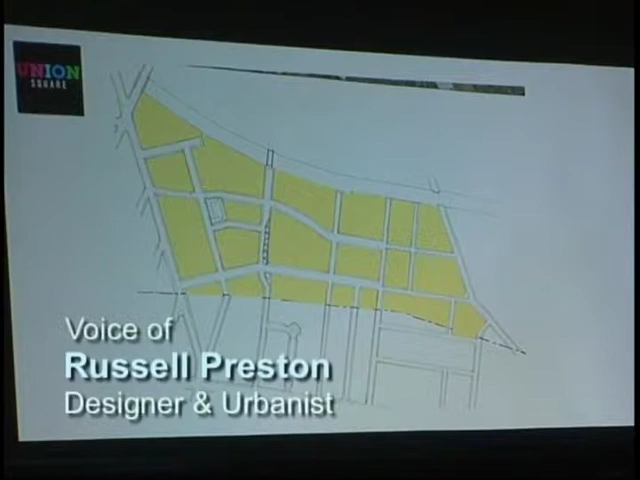 UNION
SQUARE
Voice of
Russell Preston
Designer & Urbanist